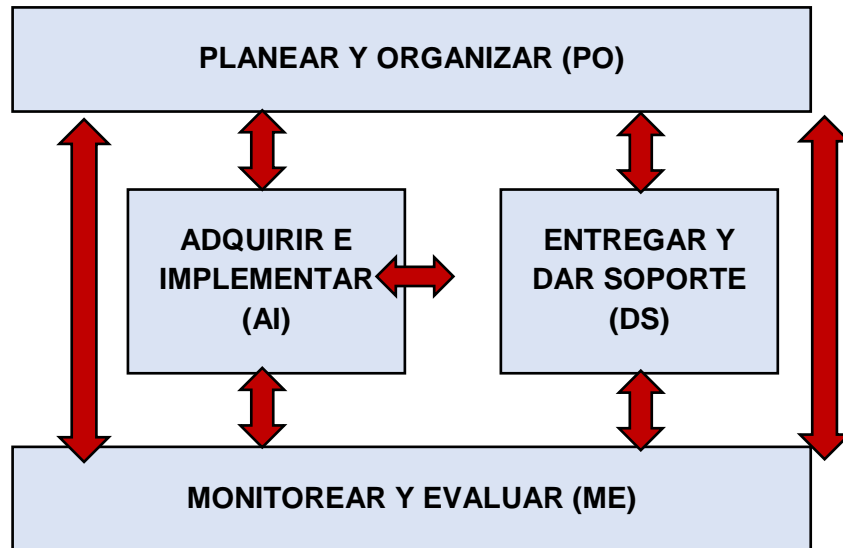 PLANEAR Y ORGANIZAR (PO)
ADQUIRIR E
IMPLEMENTAR
(AI)
ENTREGAR Y
DAR SOPORTE
(DS)
MONITOREAR Y EVALUAR (ME)